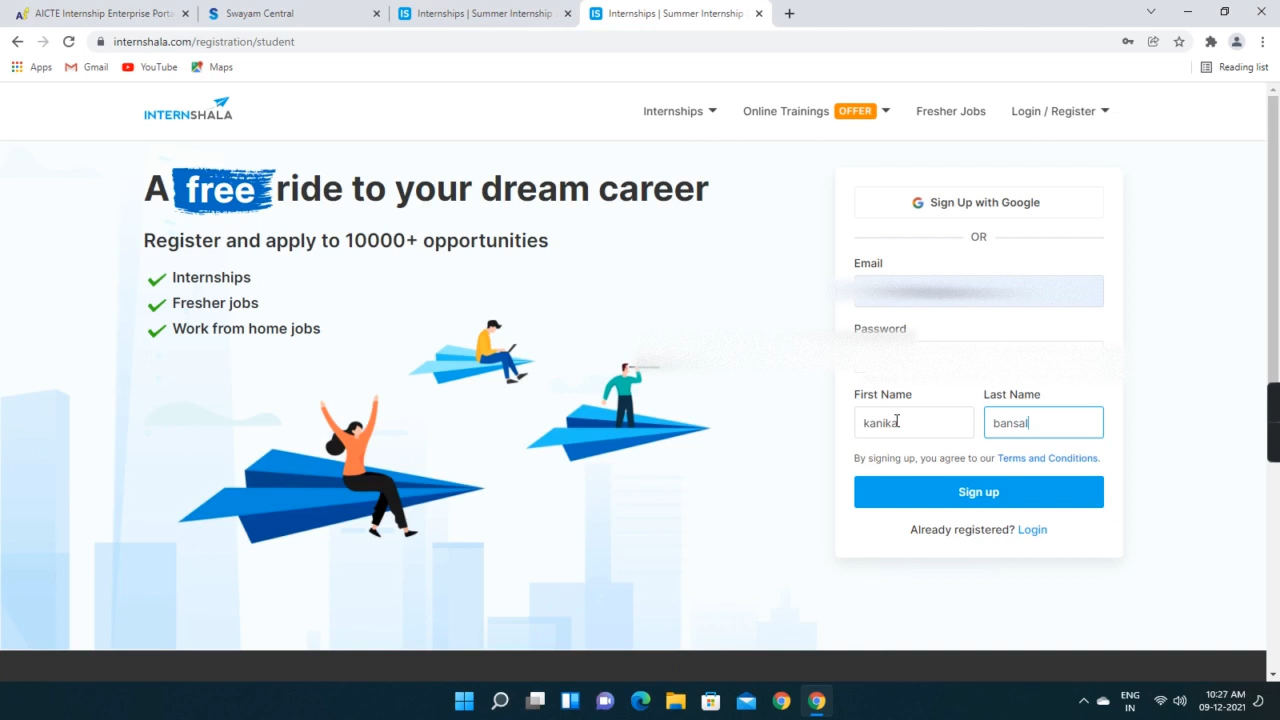 AICTE Internship Enterprise Porta
Swayam Central
Internships | Summer Internship
Internships | Summer Internship
internshala.com/registration/student
Apps
Gmail
YouTube
Maps
Reading list
INTERNSHALA
Internships
Online Trainings OFFER
Fresher Jobs
Login / Register
A free ride to your dream career
Register and apply to 10000+ opportunities
Internships
Fresher jobs
Work from home jobs
Sign Up with Google
OR
Email
Password
First Name
Last Name
kanika
bansal
By signing up, you agree to our Terms and Conditions.
Sign up
Already registered? Login
ENG
IN
10:27 AM
09-12-2021